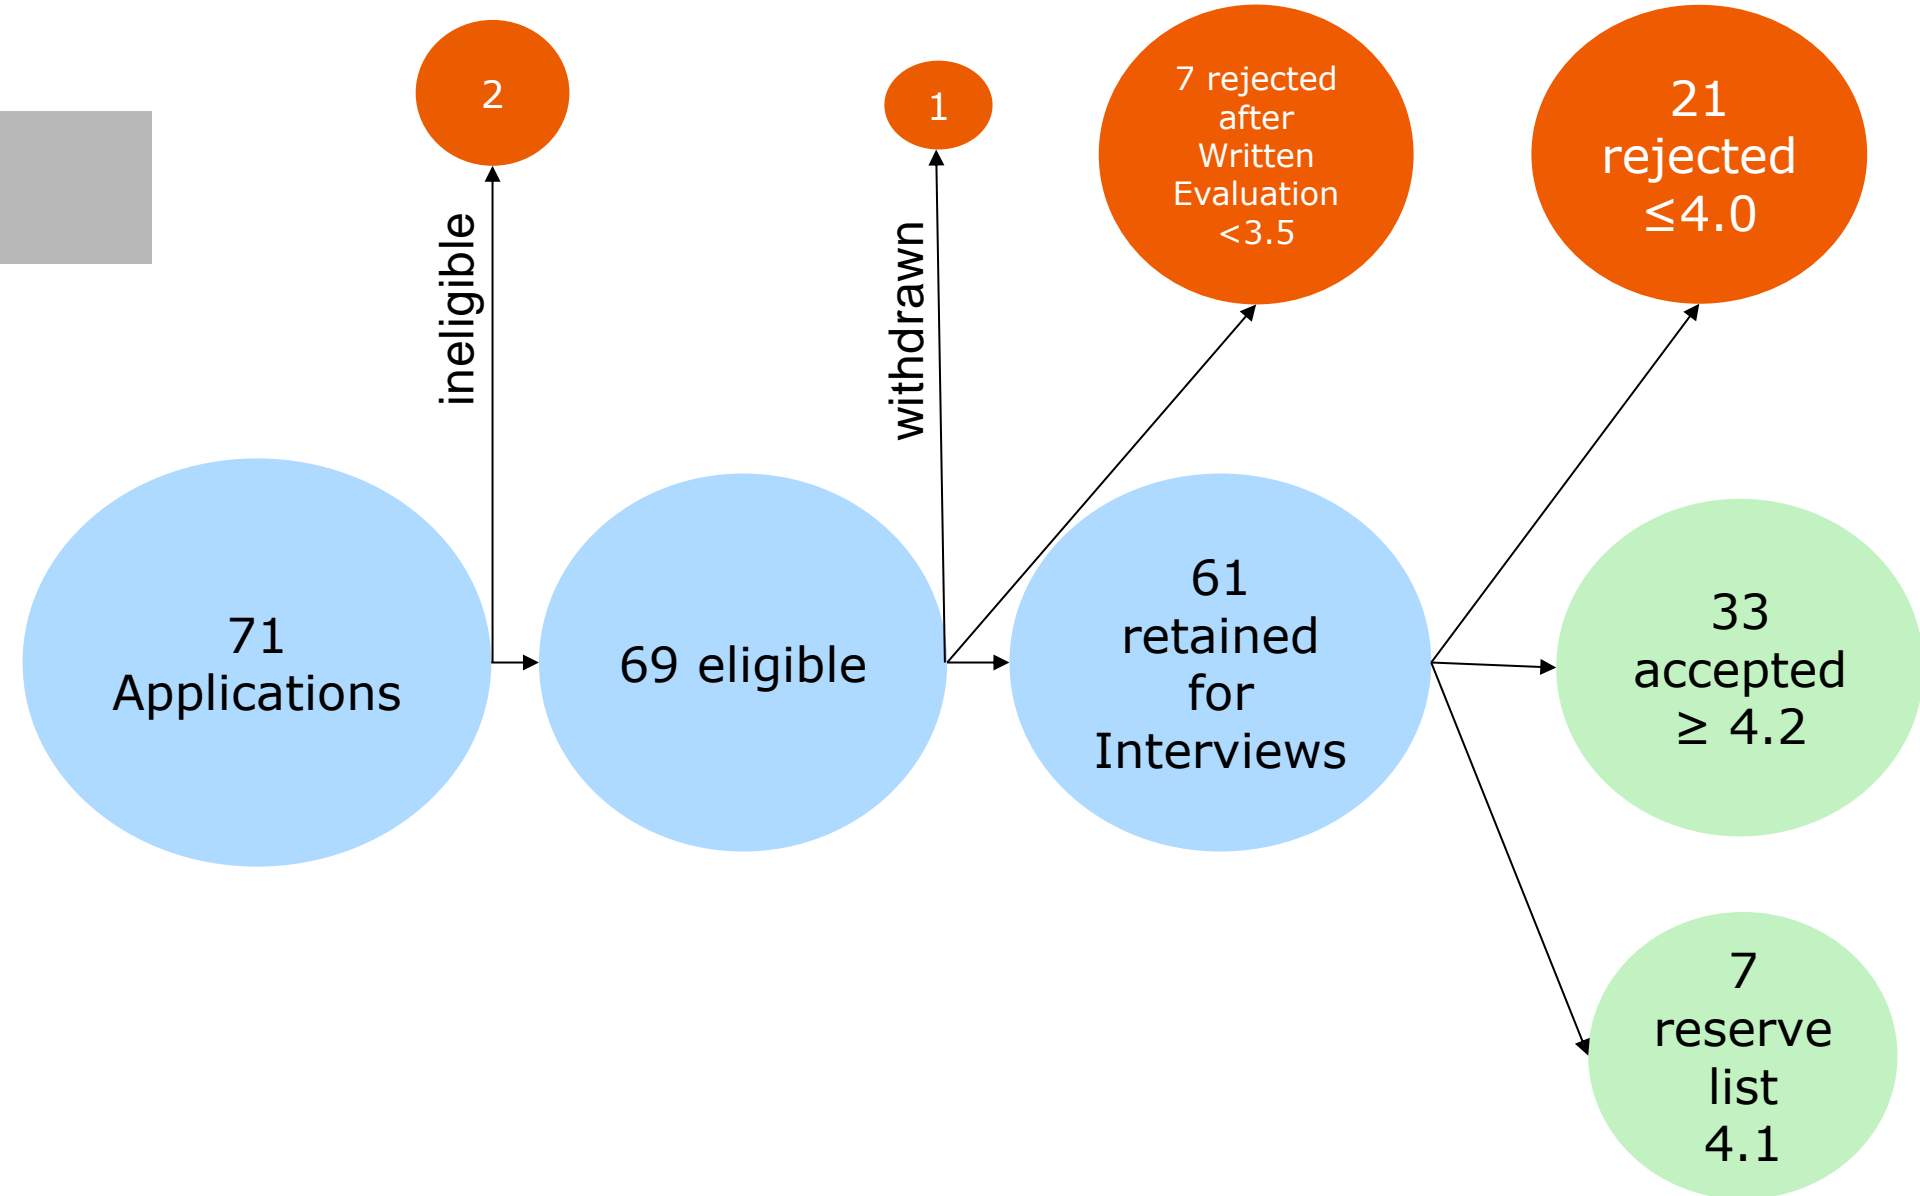 2
1
7 rejected
after
Written
Evaluation
<3.5
21
rejected
≤4.0
ineligible
withdrawn
71
Applications
69 eligible
61
retained
for
Interviews
33
accepted
≥ 4.2
7
reserve
list
4.1